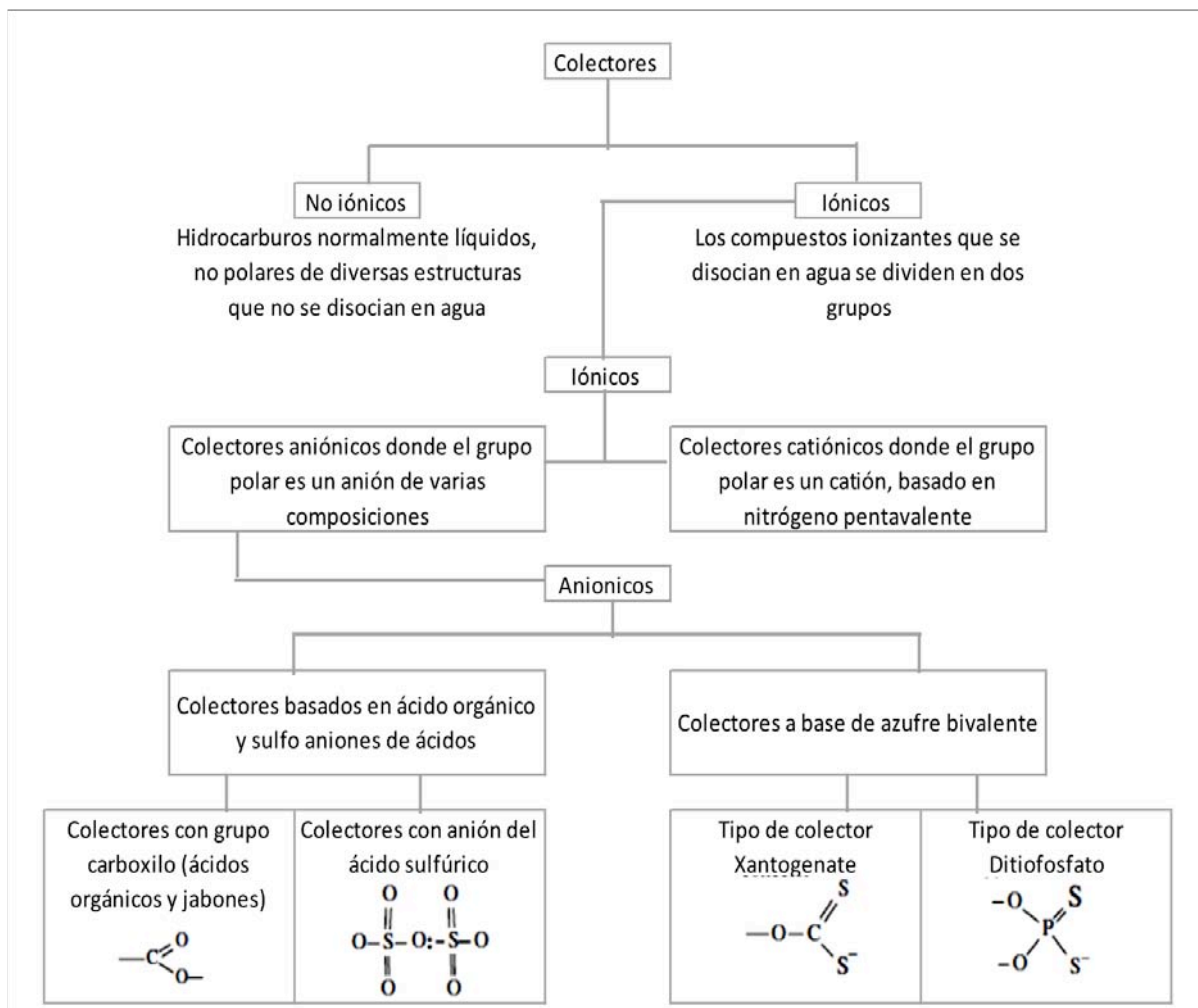 Colectores
No iónicos
Hidrocarburos normalmente líquidos,
no polares de diversas estructuras
que no se disocian en agua
Iónicos
Los compuestos ionizantes que se
disocian en agua se dividen en dos
grupos
Iónicos
Colectores aniónicos donde el grupo
polar es un anión de varias
composiciones
Colectores catiónicos donde el grupo
polar es un catión, basado en
nitrógeno pentavalente
Anionicos
Colectores basados en ácido orgánico
y sulfo aniones de ácidos
Colectores a base de azufre bivalente
Colectores con grupo
carboxilo (ácidos
orgánicos y jabones)
O
—C
O—
Colectores con anión del
ácido sulfúrico
O O
O–S–O:-S–O
O O
Tipo de colector
Xantogenate
S
—O–C
S⁻
Tipo de colector
Ditiofosfato
–O S
P
–O S⁻